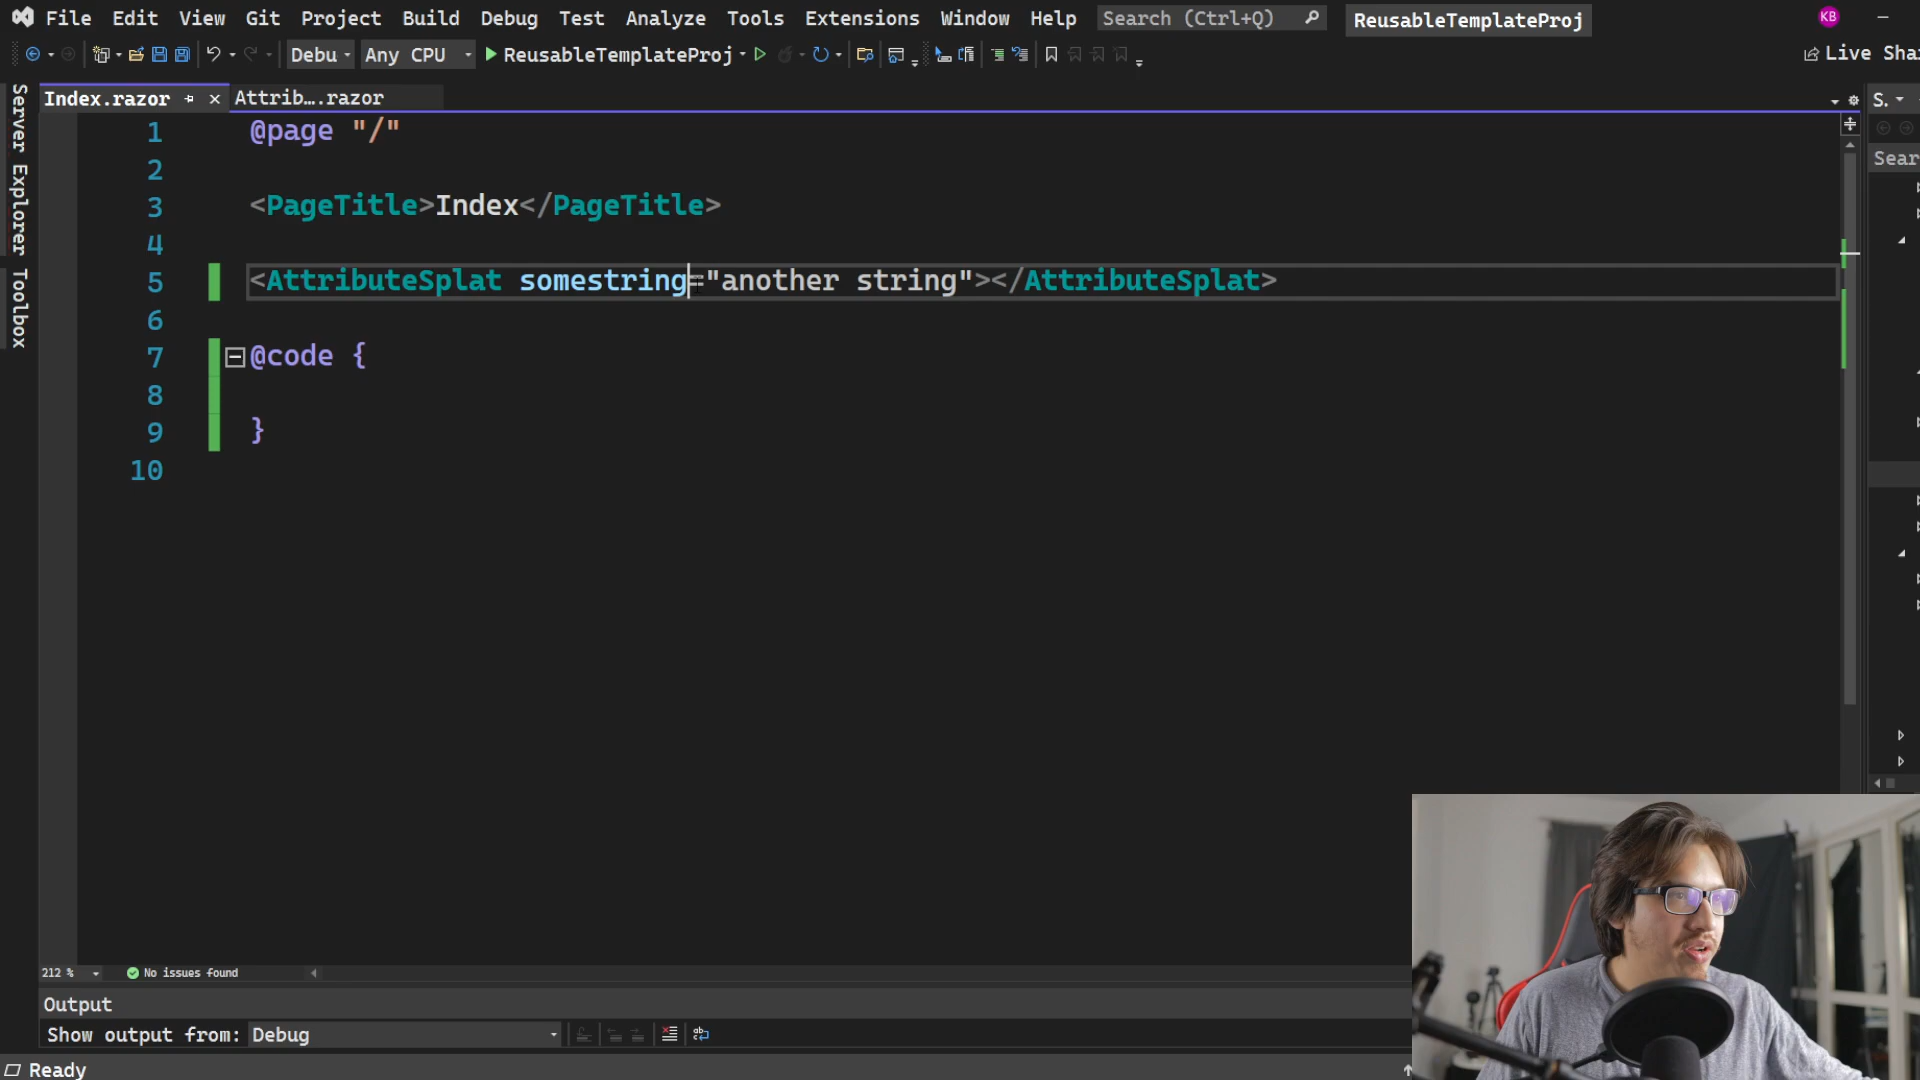 File Edit View Git Project Build Debug Test Analyze Tools Extensions Window Help Search (Ctrl+Q) ReusableTemplateProj KB
Debu Any CPU ReusableTemplateProj Live Sha
Server Explorer
Toolbox
Index.razor Attrib….razor S.
Sear
1 @page "/"
2
3 <PageTitle>Index</PageTitle>
4
5 <AttributeSplat somestring="another string"></AttributeSplat>
6
7 @code {
8
9 }
10
212 % No issues found
Output
Show output from: Debug
Ready